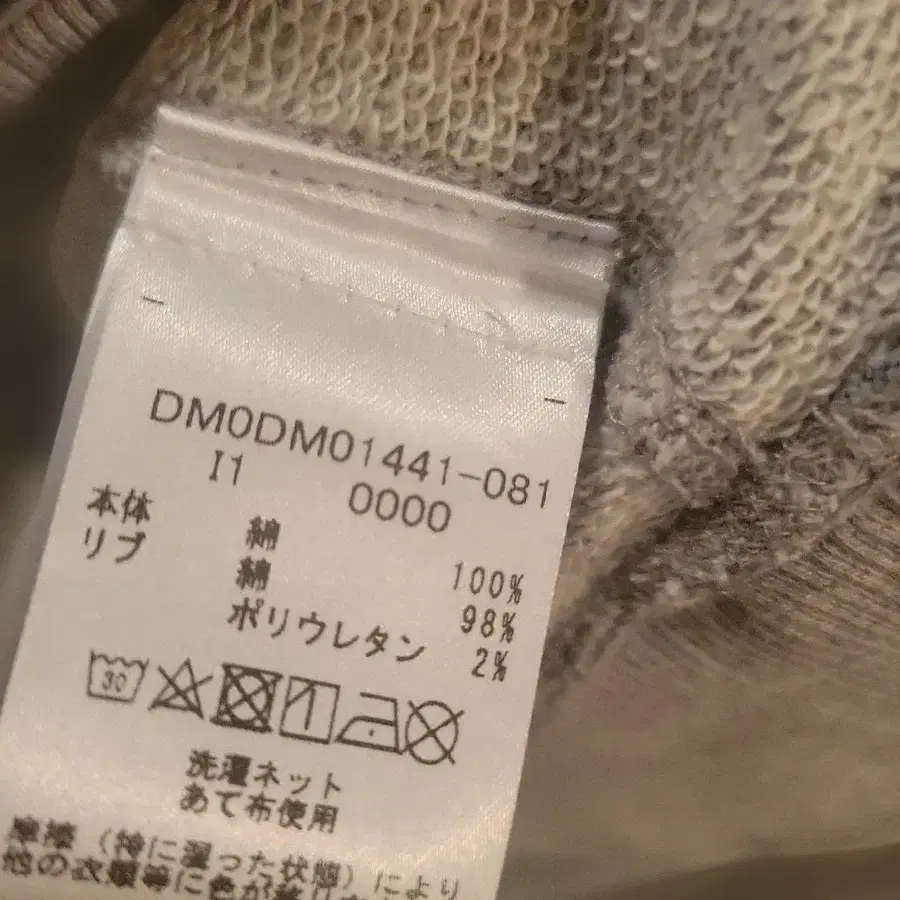 DM0DM01441-081
I1 0000
本体 綿 100%
リブ 綿 98%
ポリウレタン 2%
30
洗濯ネット
あて布使用
摩擦(特に湿った状態)により
他の衣類等に色が移